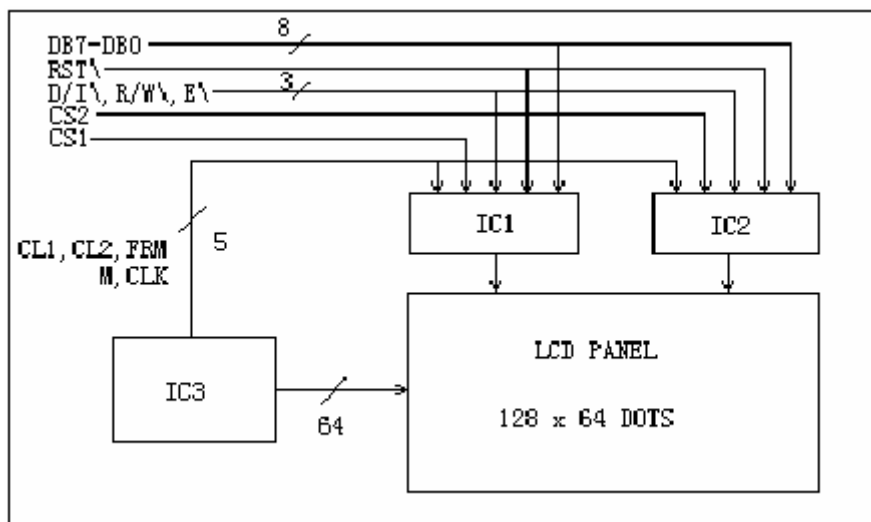 8
DB7-DB0
RST\
3
D/I\, R/W\, E\
CS2
CS1
IC1
IC2
5
CL1, CL2, FRM
M, CLK
LCD PANEL
IC3
64
128 x 64 DOTS